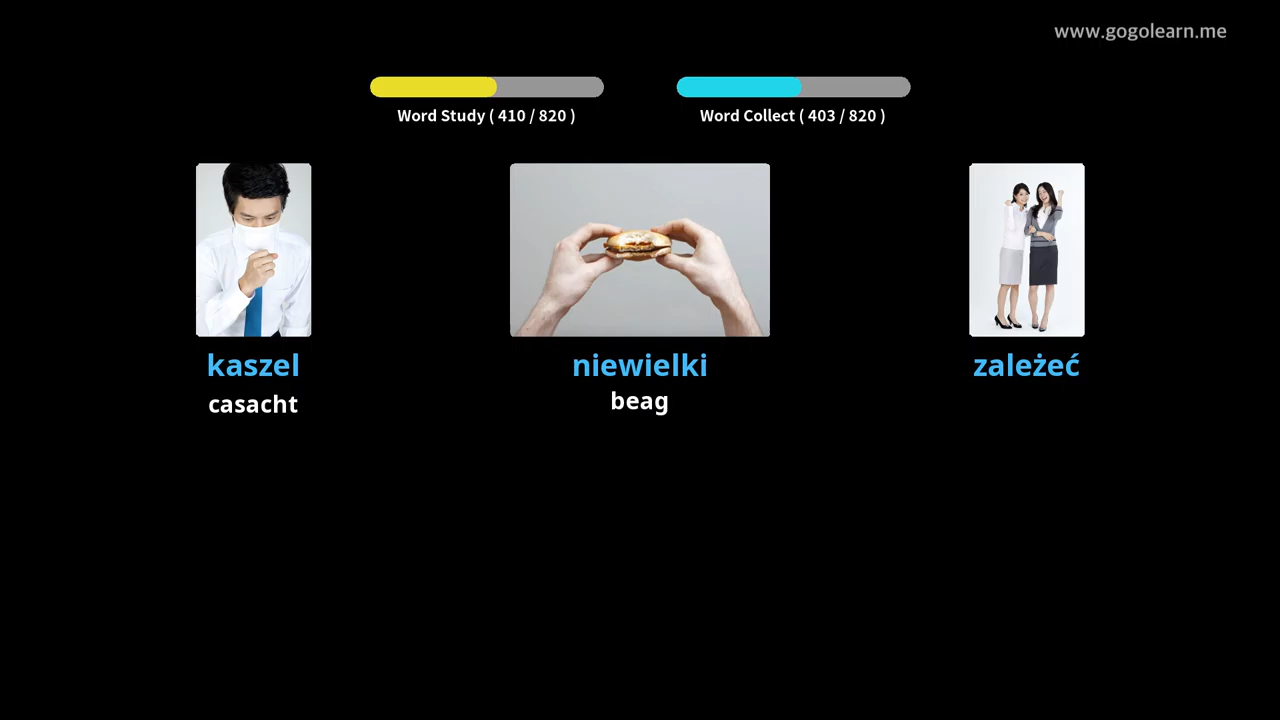 www.gogolearn.me
Word Study ( 410 / 820 )
Word Collect ( 403 / 820 )
kaszel
casacht
niewielki
beag
zależeć